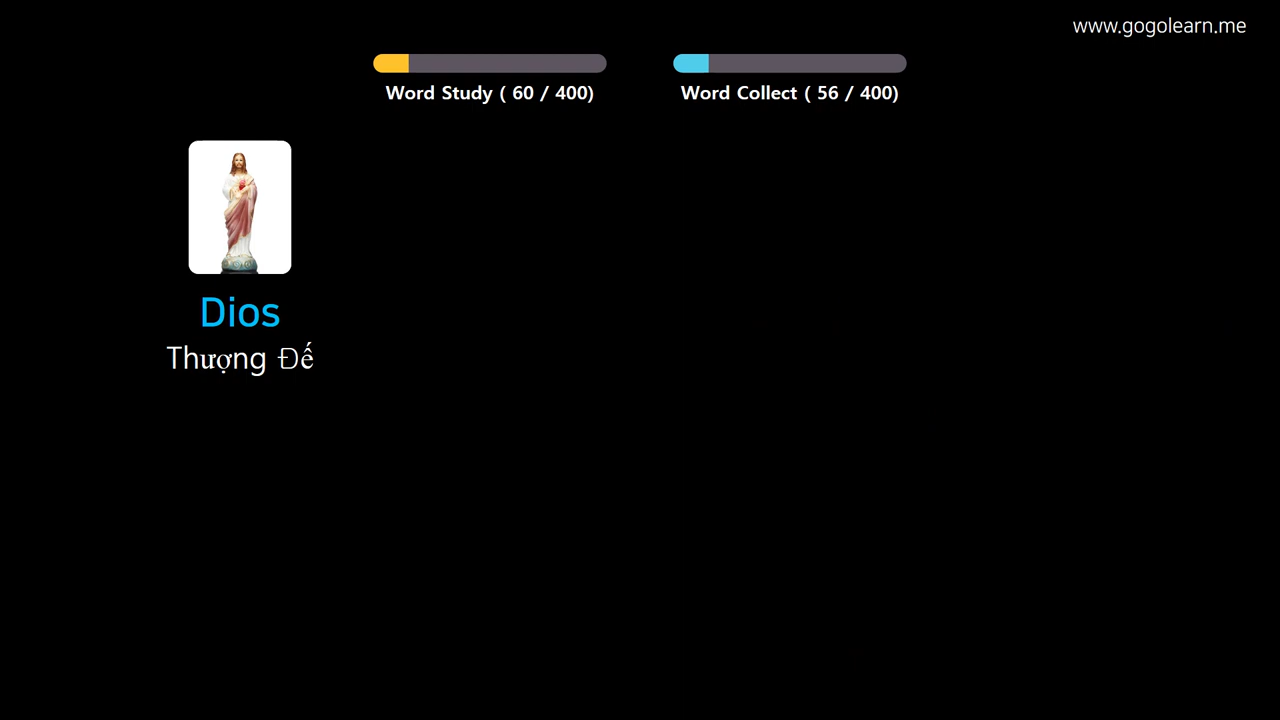 www.gogolearn.me
Word Study ( 60 / 400)
Word Collect ( 56 / 400)
Dios
Thượng Đế